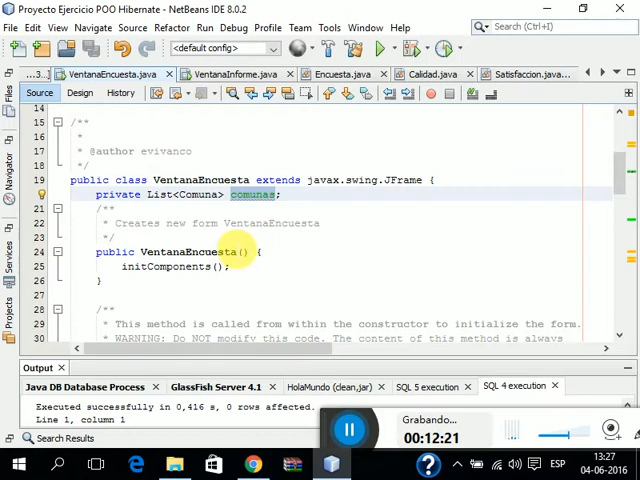 Proyecto Ejercicio POO Hibernate - NetBeans IDE 8.0.2
File Edit View Navigate Source Refactor Run Debug Profile Team Tools Window Help
<default config>
Search (Ctrl+I)
...3...] VentanaEncuesta.java VentanaInforme.java Encuesta.java Calidad.java Satisfaccion.java...
Source Design History
14
15 /**
16 *
17 * @author evivanco
18 */
19 public class VentanaEncuesta extends javax.swing.JFrame {
private List<Comuna> comunas;
21 /**
22 * Creates new form VentanaEncuesta
23 */
24 public VentanaEncuesta() {
25 initComponents();
26 }
27
28 /**
29 * This method is called from within the constructor to initialize the form.
30 * WARNING: Do NOT modify this code. The content of this method is always
Files
Navigator
Services
Projects
Output
Java DB Database Process GlassFish Server 4.1 HolaMundo (clean,jar) SQL 5 execution SQL 4 execution
Executed successfully in 0,416 s, 0 rows affected.
Line 1, column 1
Search Results
Grabando...
00:12:21
ESP
13:27
04-06-2016